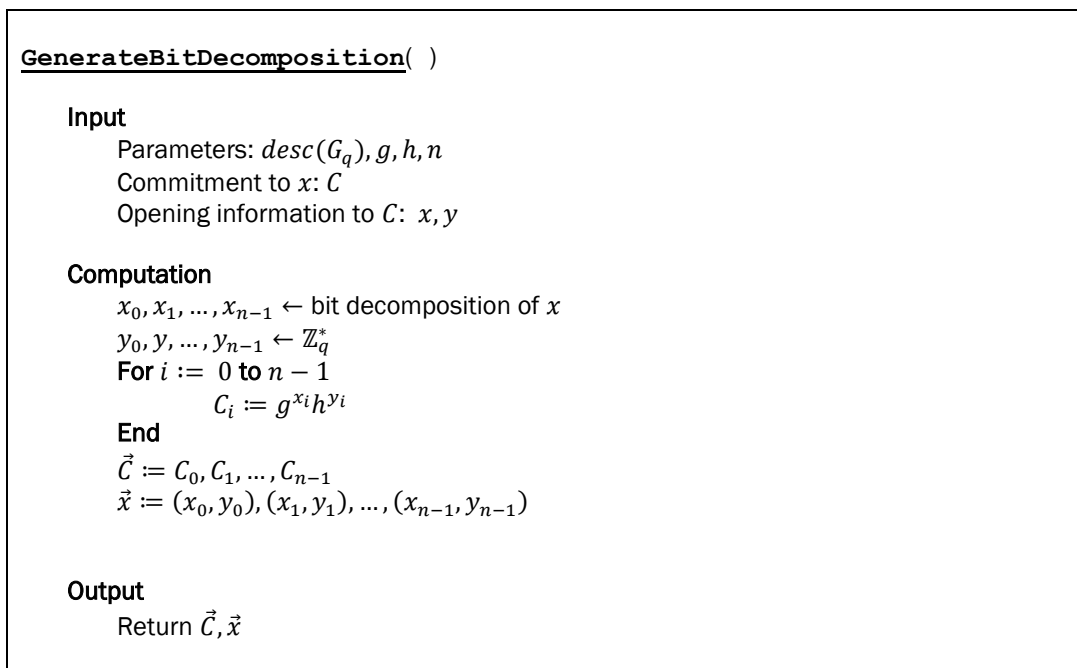 GenerateBitDecomposition( )
Input
Parameters: desc(G_q), g, h, n
Commitment to x: C
Opening information to C: x, y
Computation
x_0, x_1, … , x_{n−1} ← bit decomposition of x
y_0, y, … , y_{n−1} ← ℤ_q^*
For i ≔ 0 to n − 1
C_i ≔ g^{x_i} h^{y_i}
End
C⃗ ≔ C_0, C_1, … , C_{n−1}
x⃗ ≔ (x_0, y_0), (x_1, y_1), … , (x_{n−1}, y_{n−1})
Output
Return C⃗, x⃗